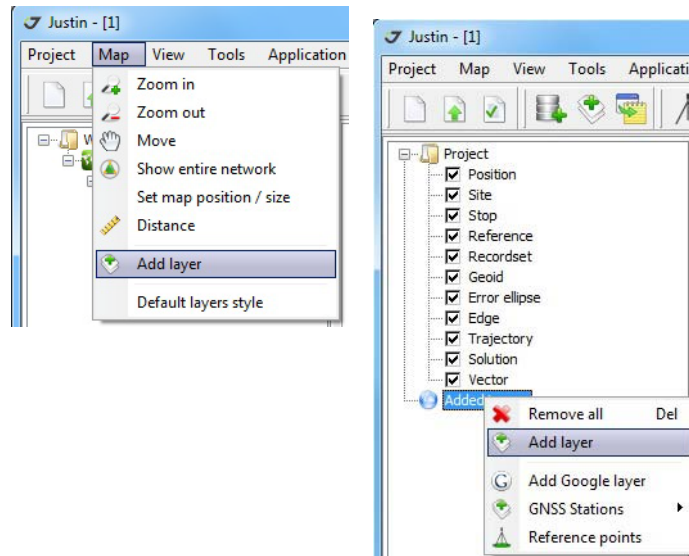 Justin - [1]
Project Map View Tools Application
Zoom in
Zoom out
Move
Show entire network
Set map position / size
Distance
Add layer
Default layers style
Justin - [1]
Project Map View Tools
Project
Position
Site
Stop
Reference
Recordset
Geoid
Error ellipse
Edge
Trajectory
Solution
Vector
Added
Remove all Del
Add layer
Add Google layer
GNSS Stations
Reference points